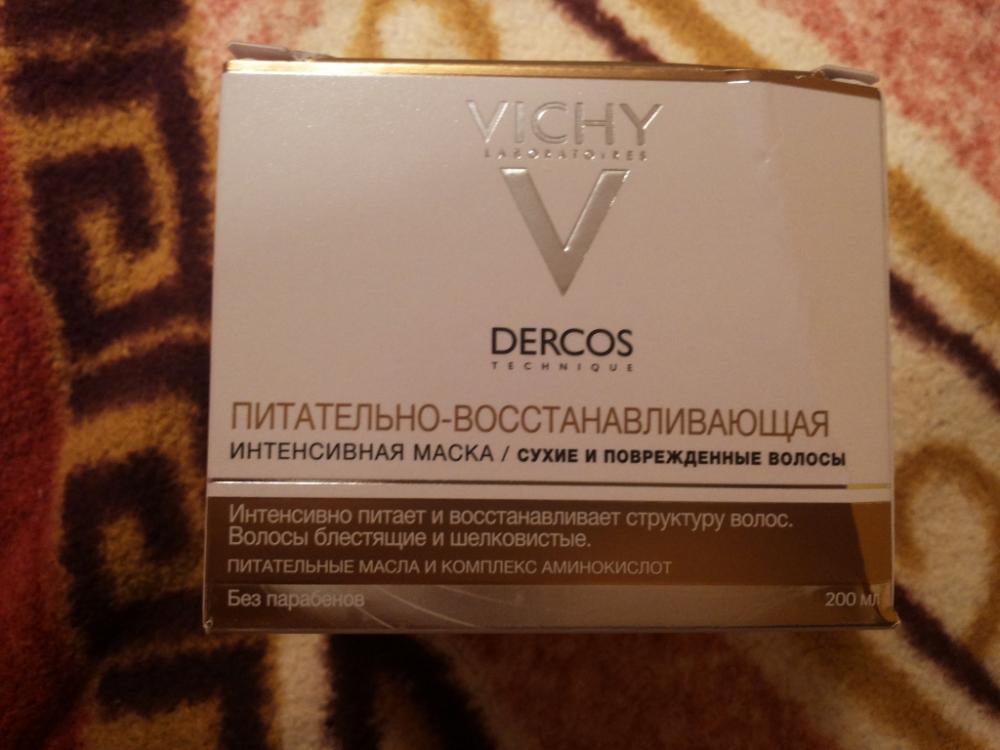 VICHY
LABORATOIRES
V
DERCOS
TECHNIQUE
ПИТАТЕЛЬНО-ВОССТАНАВЛИВАЮЩАЯ
ИНТЕНСИВНАЯ МАСКА / СУХИЕ И ПОВРЕЖДЕННЫЕ ВОЛОСЫ
Интенсивно питает и восстанавливает структуру волос.
Волосы блестящие и шелковистые.
ПИТАТЕЛЬНЫЕ МАСЛА И КОМПЛЕКС АМИНОКИСЛОТ
Без парабенов 200 мл